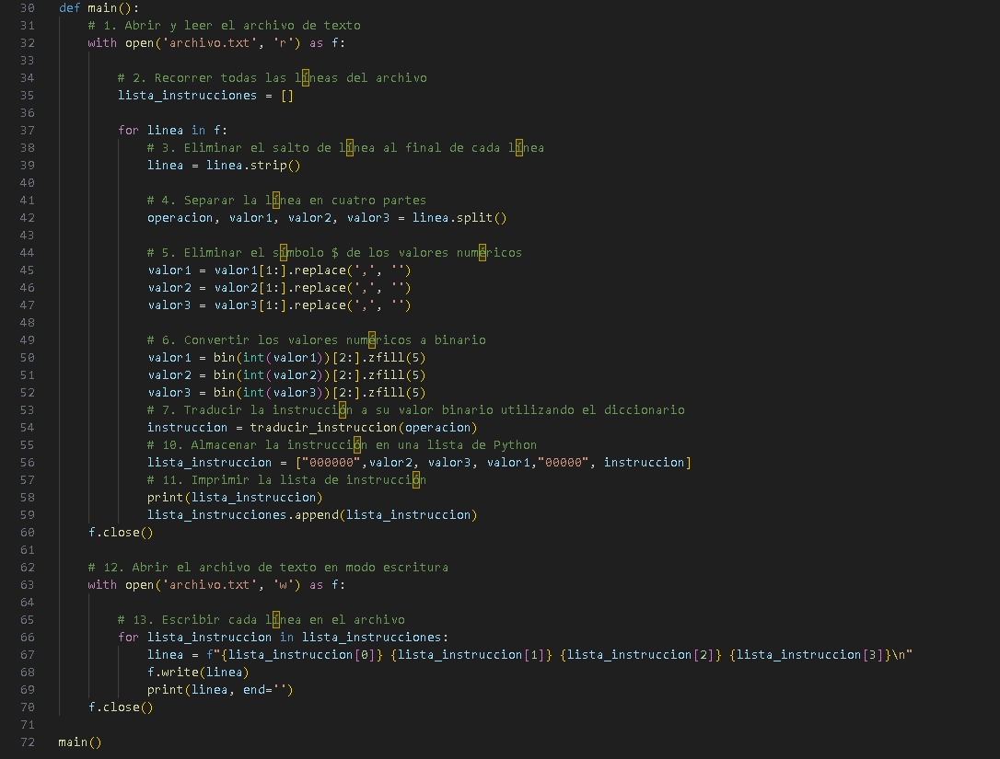 30 def main():
31     # 1. Abrir y leer el archivo de texto
32     with open('archivo.txt', 'r') as f:
33
34         # 2. Recorrer todas las líneas del archivo
35         lista_instrucciones = []
36
37         for linea in f:
38             # 3. Eliminar el salto de línea al final de cada línea
39             linea = linea.strip()
40
41             # 4. Separar la línea en cuatro partes
42             operacion, valor1, valor2, valor3 = linea.split()
43
44             # 5. Eliminar el símbolo $ de los valores numéricos
45             valor1 = valor1[1:].replace(',', '')
46             valor2 = valor2[1:].replace(',', '')
47             valor3 = valor3[1:].replace(',', '')
48
49             # 6. Convertir los valores numéricos a binario
50             valor1 = bin(int(valor1))[2:].zfill(5)
51             valor2 = bin(int(valor2))[2:].zfill(5)
52             valor3 = bin(int(valor3))[2:].zfill(5)
53             # 7. Traducir la instrucción a su valor binario utilizando el diccionario
54             instruccion = traducir_instruccion(operacion)
55             # 10. Almacenar la instrucción en una lista de Python
56             lista_instruccion = ["000000",valor2, valor3, valor1,"00000", instruccion]
57             # 11. Imprimir la lista de instrucción
58             print(lista_instruccion)
59             lista_instrucciones.append(lista_instruccion)
60     f.close()
61
62     # 12. Abrir el archivo de texto en modo escritura
63     with open('archivo.txt', 'w') as f:
64
65         # 13. Escribir cada línea en el archivo
66         for lista_instruccion in lista_instrucciones:
67             linea = f"{lista_instruccion[0]} {lista_instruccion[1]} {lista_instruccion[2]} {lista_instruccion[3]}\n"
68             f.write(linea)
69             print(linea, end='')
70     f.close()
71
72 main()